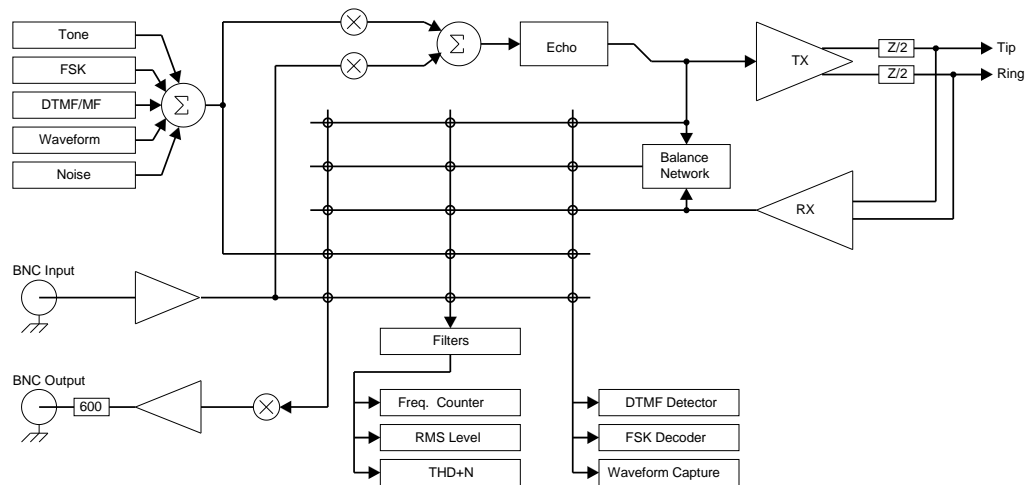 Tone
FSK
DTMF/MF
Waveform
Noise
Σ
Σ
Echo
TX
Z/2
Z/2
Tip
Ring
Balance
Network
RX
BNC Input
Filters
BNC Output
600
Freq. Counter
RMS Level
THD+N
DTMF Detector
FSK Decoder
Waveform Capture